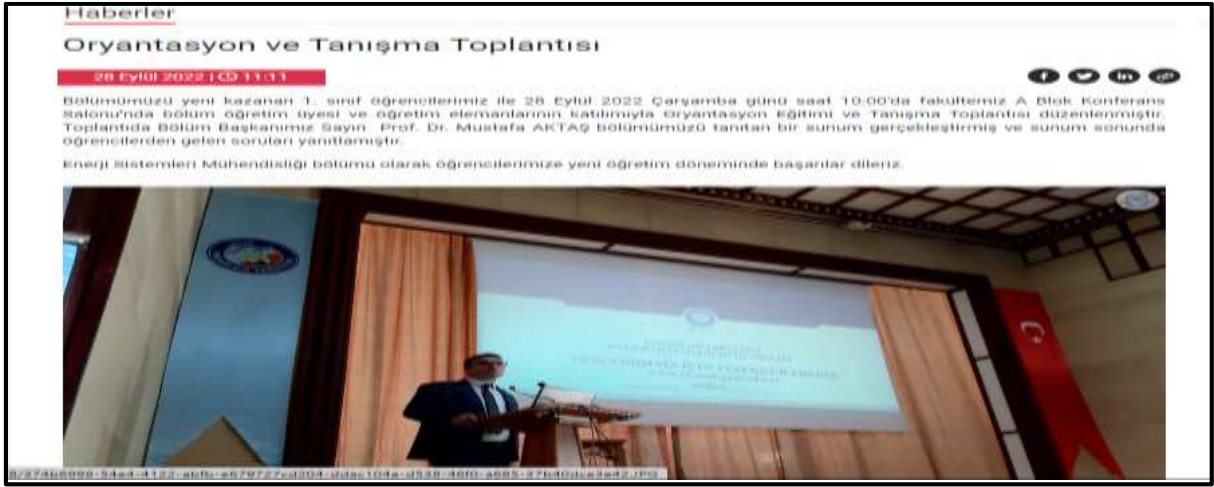 Haberler
Oryantasyon ve Tanışma Toplantısı
28 Eylül 2022 | 11:11
Bölümümüzü yeni kazanan 1. sınıf öğrencilerimiz ile 28 Eylül 2022 Çarşamba günü saat 10:00'da fakültemiz A Blok Konferans
Salonu'nda bölüm öğretim üyesi ve öğretim elemanlarının katılımıyla Oryantasyon Eğitimi ve Tanışma Toplantısı düzenlenmiştir.
Toplantıda Bölüm Başkanımız Sayın Prof. Dr. Mustafa AKTAŞ bölümümüzü tanıtan bir sunum gerçekleştirmiş ve sunum sonunda
öğrencilerden gelen soruları yanıtlamıştır.
Enerji Sistemleri Mühendisliği bölümü olarak öğrencilerimize yeni öğretim döneminde başarılar dileriz.